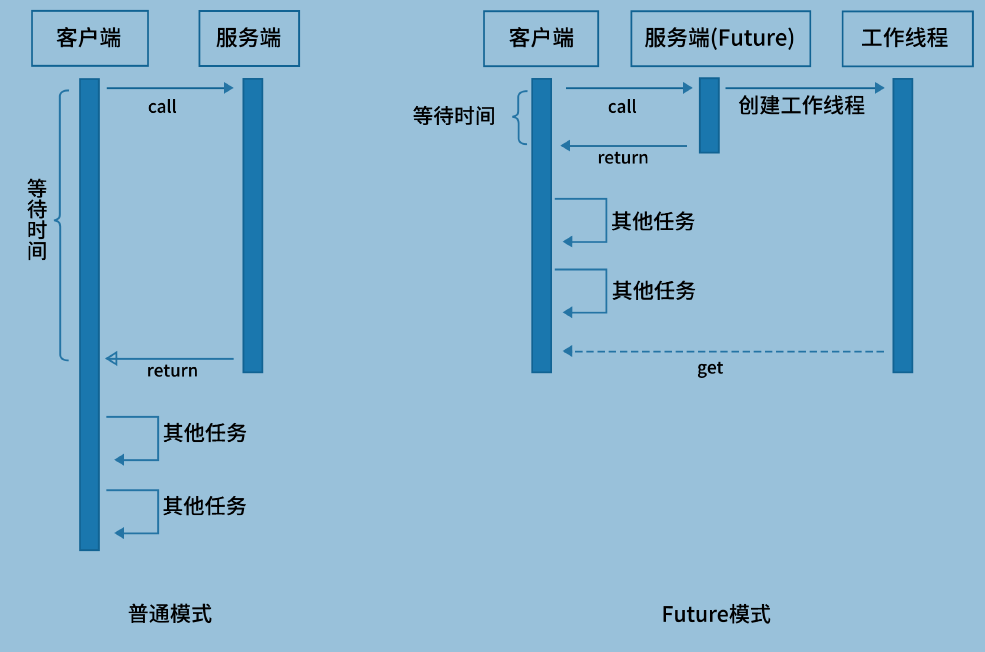 客户端
服务端
call
等待时间
return
其他任务
其他任务
普通模式
客户端
服务端(Future)
工作线程
call
创建工作线程
等待时间
return
其他任务
其他任务
get
Future模式